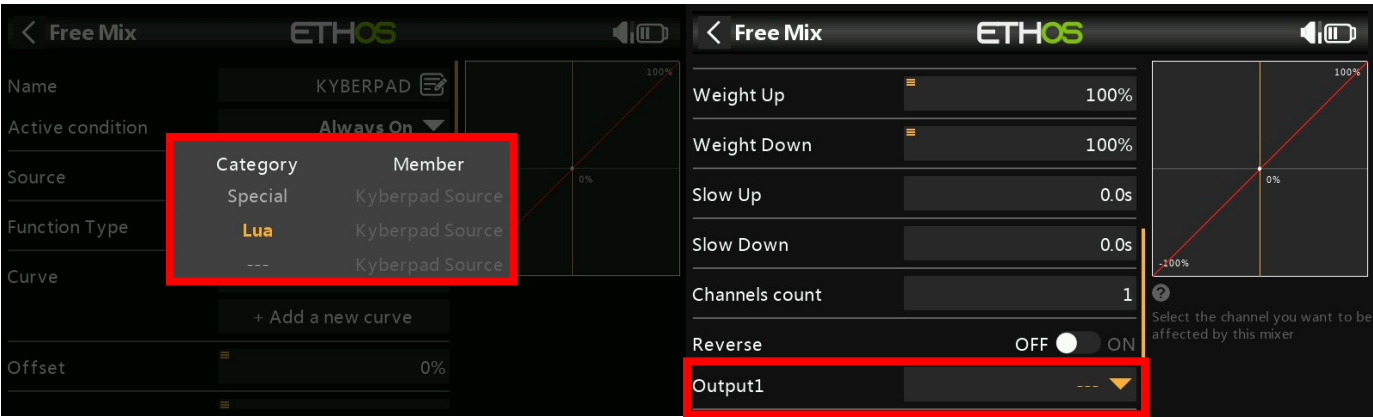 Free Mix
ETHOS
Name
KYBERPAD
Active condition
Always On
Source
Function Type
Curve
Category Member
Special Kyberpad Source
Lua Kyberpad Source
--- Kyberpad Source
+ Add a new curve
Offset
0%
100%
0%
Free Mix
ETHOS
Weight Up 100%
Weight Down 100%
Slow Up 0.0s
Slow Down 0.0s
Channels count 1
Reverse OFF ON
Output1 ---
100%
0%
-100%
?
Select the channel you want to be
affected by this mixer